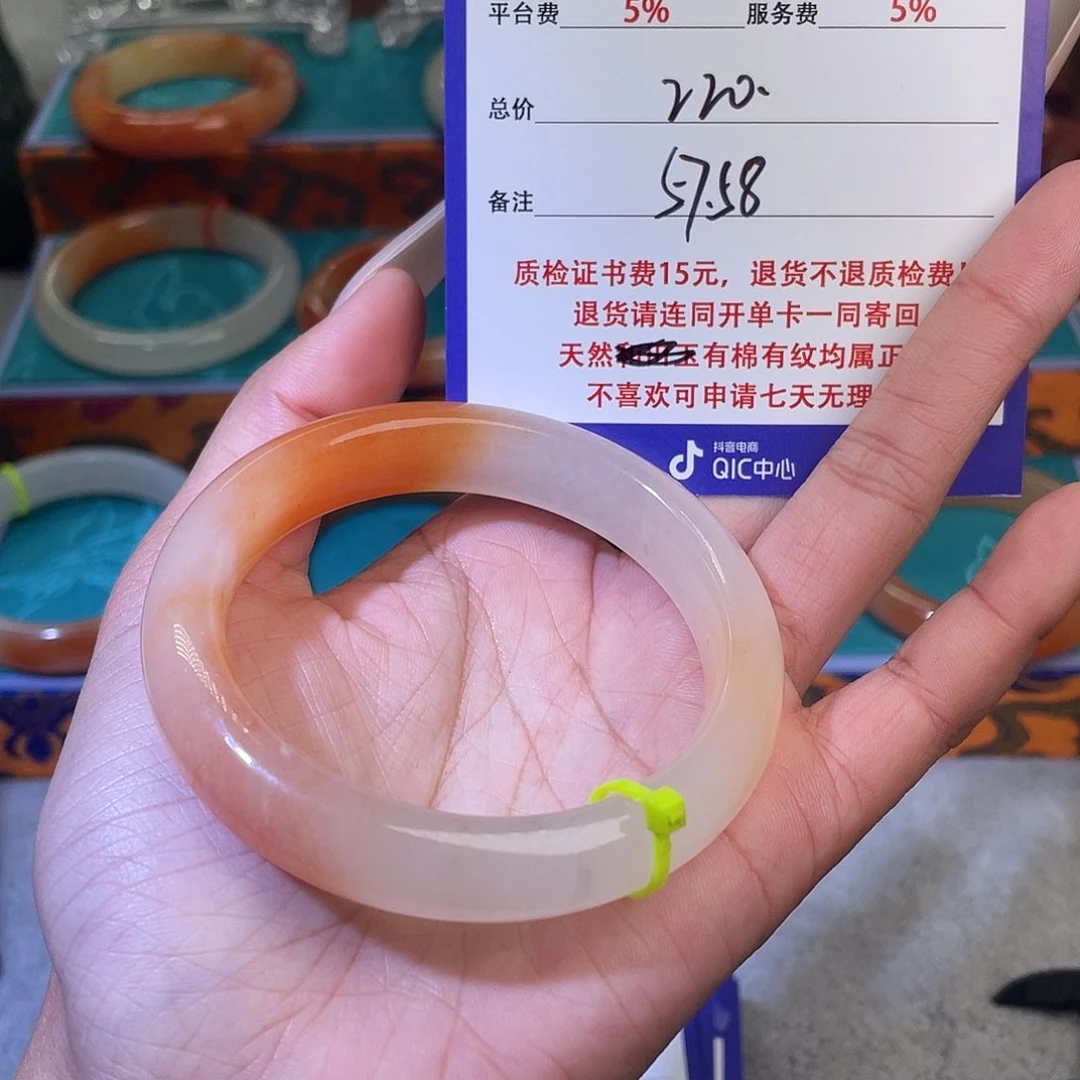 平台费 5% 服务费 5%
总价 220.
备注 57.58
质检证书费15元，退货不退质检费！
退货请连同开单卡一同寄回
天然 玉有棉有纹均属正
不喜欢可申请七天无理
抖音电商
QIC中心